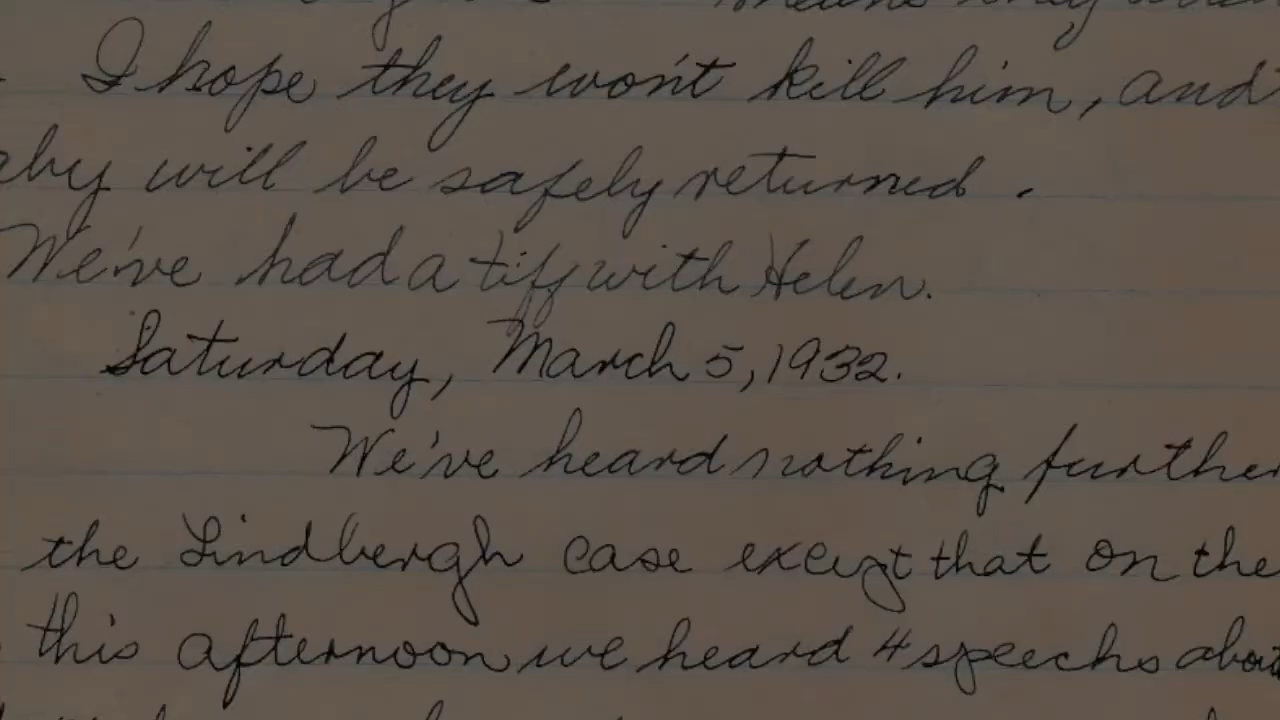 I hope they won't kill him, and
aby will be safely returned.
We've had a tiff with Helen.
Saturday, March 5, 1932.
We've heard nothing further
the Lindbergh case except that on the
this afternoon we heard 4 speechs about